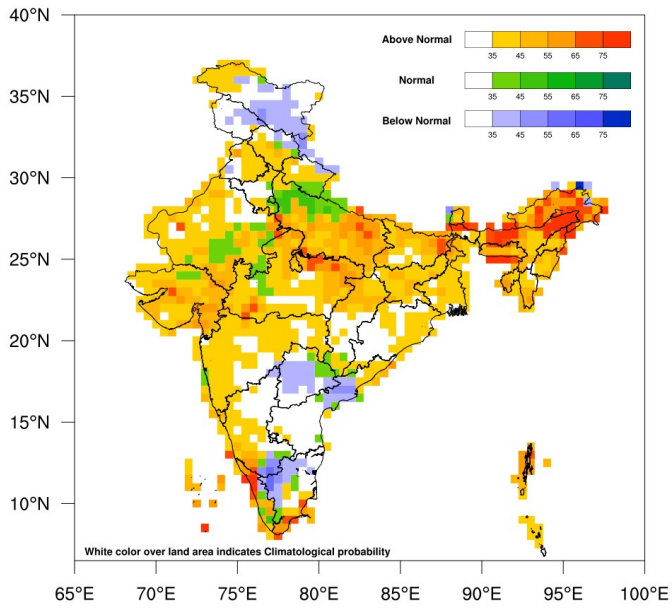 40°N
35°N
30°N
25°N
20°N
15°N
10°N
Above Normal
35 45 55 65 75
Normal
35 45 55 65 75
Below Normal
35 45 55 65 75
White color over land area indicates Climatological probability
65°E 70°E 75°E 80°E 85°E 90°E 95°E 100°E